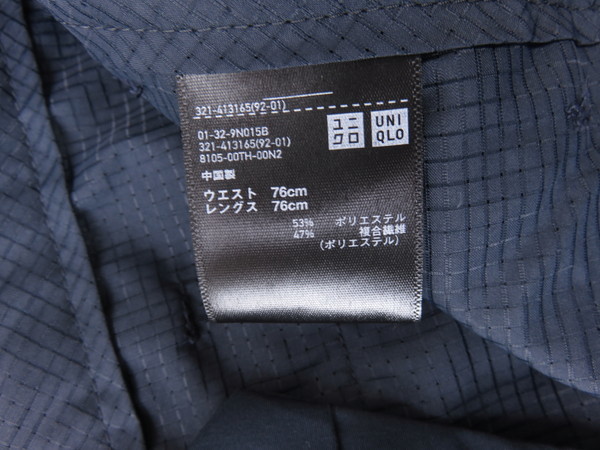 321-413165(92-01)
01-32-9N015B
321-413165(92-01)
8105-00TH-00N2
中国製
ユニ
クロ
UNI
QLO
ウエスト 76cm
レングス 76cm
53% ポリエステル
47% 複合繊維
(ポリエステル)